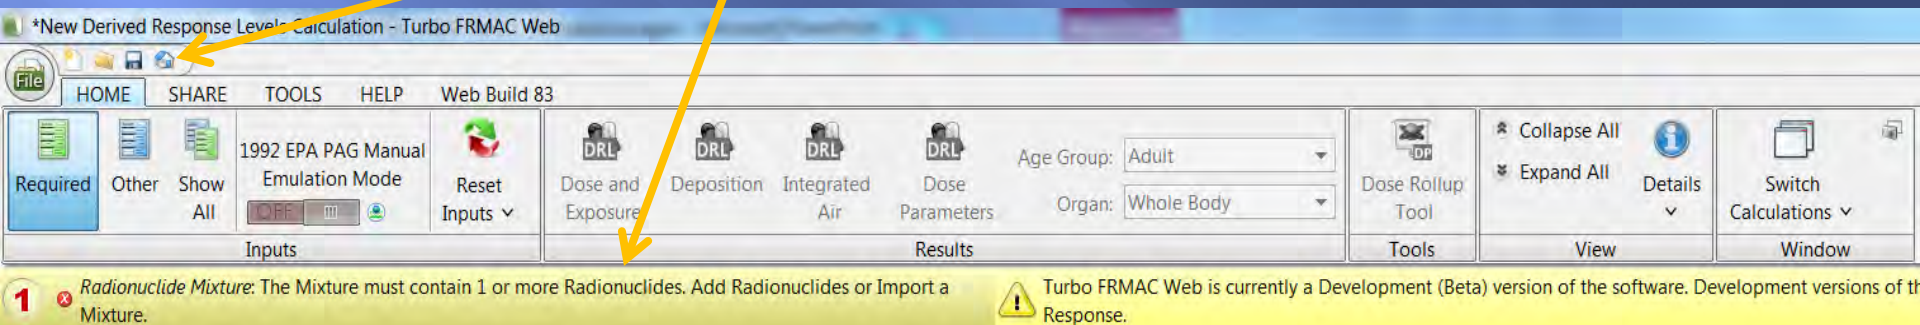 *New Derived Response Levels Calculation - Turbo FRMAC Web
File
HOME SHARE TOOLS HELP Web Build 83
Required
Other
Show
All
1992 EPA PAG Manual
Emulation Mode
OFF
Reset
Inputs
Inputs
DRL
Dose and
Exposure
DRL
Deposition
DRL
Integrated
Air
DRL
Dose
Parameters
Age Group: Adult
Organ: Whole Body
Results
DP
Dose Rollup
Tool
Tools
Collapse All
Expand All
Details
View
Switch
Calculations
Window
1 Radionuclide Mixture: The Mixture must contain 1 or more Radionuclides. Add Radionuclides or Import a
Mixture.
Turbo FRMAC Web is currently a Development (Beta) version of the software. Development versions of th
Response.